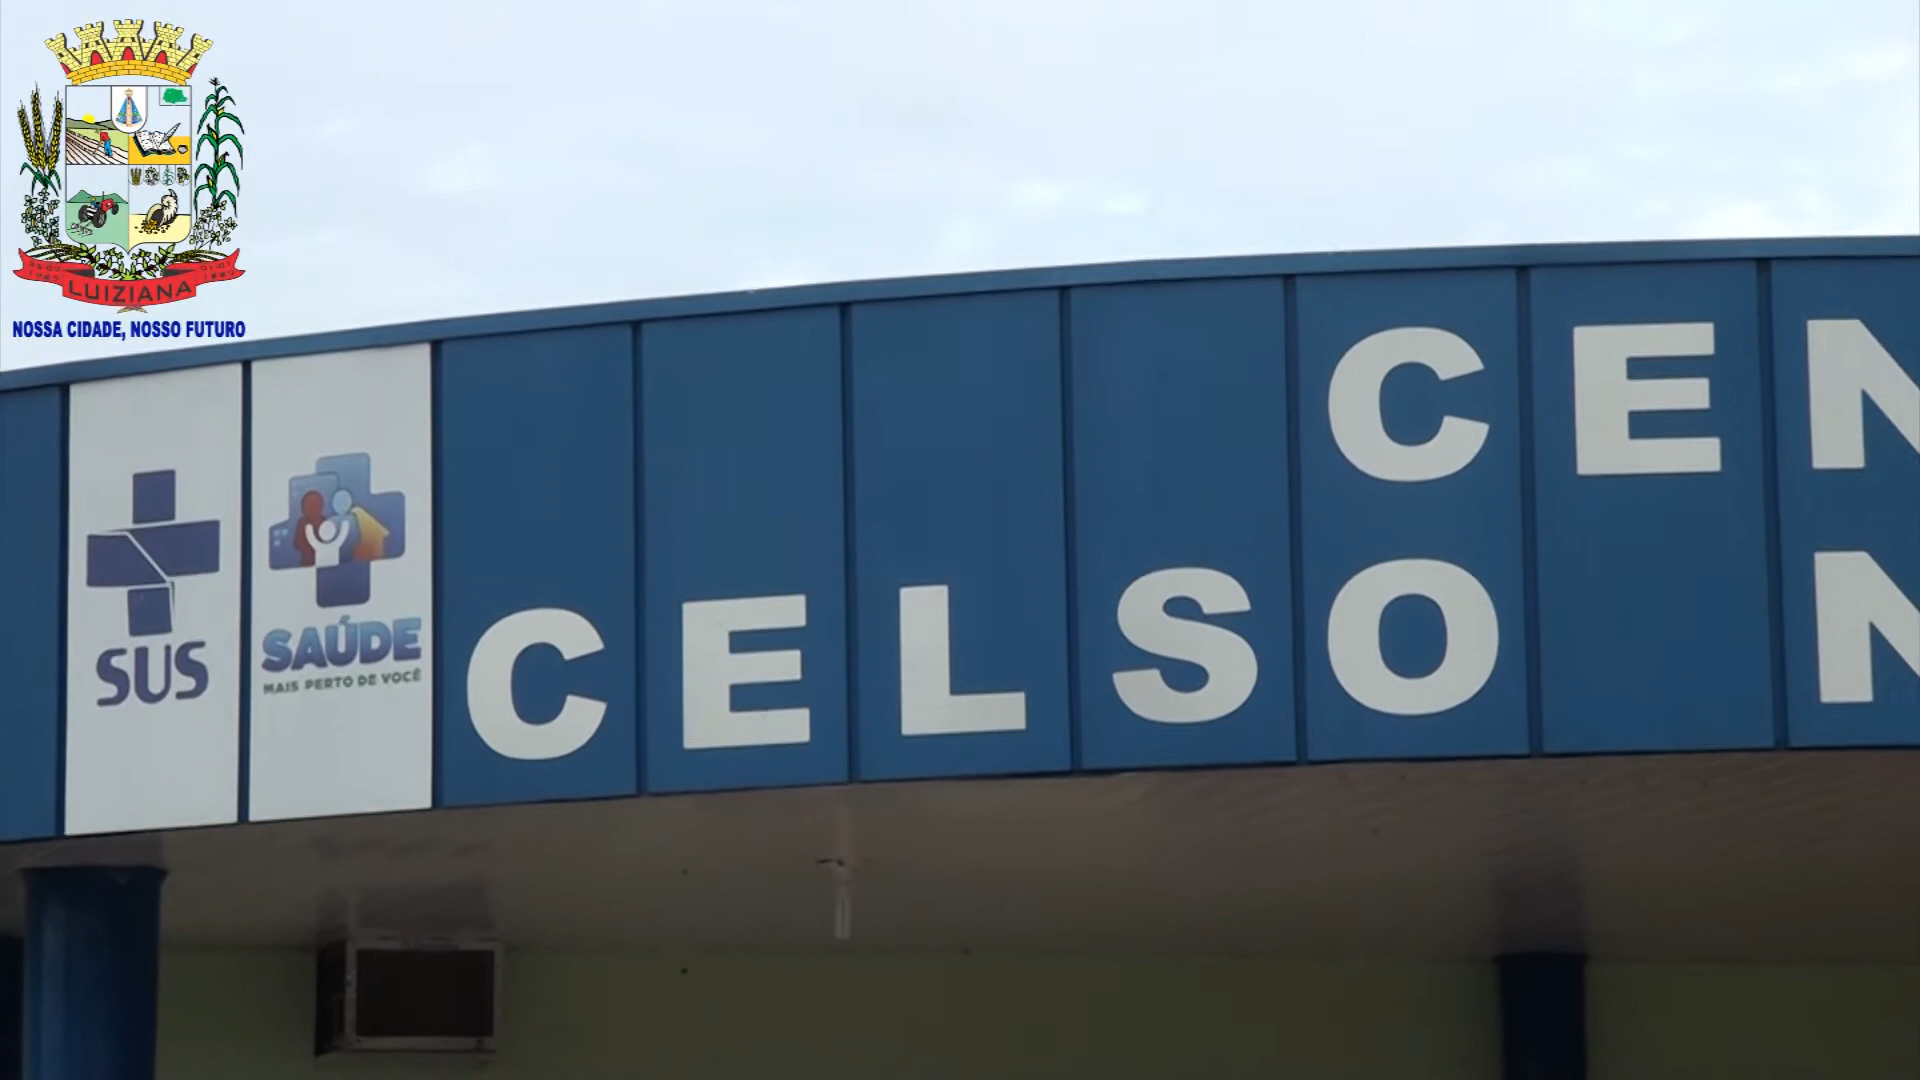 LUIZIANA
NOSSA CIDADE, NOSSO FUTURO
SUS
SAÚDE
MAIS PERTO DE VOCÊ
CEN
CELSO N